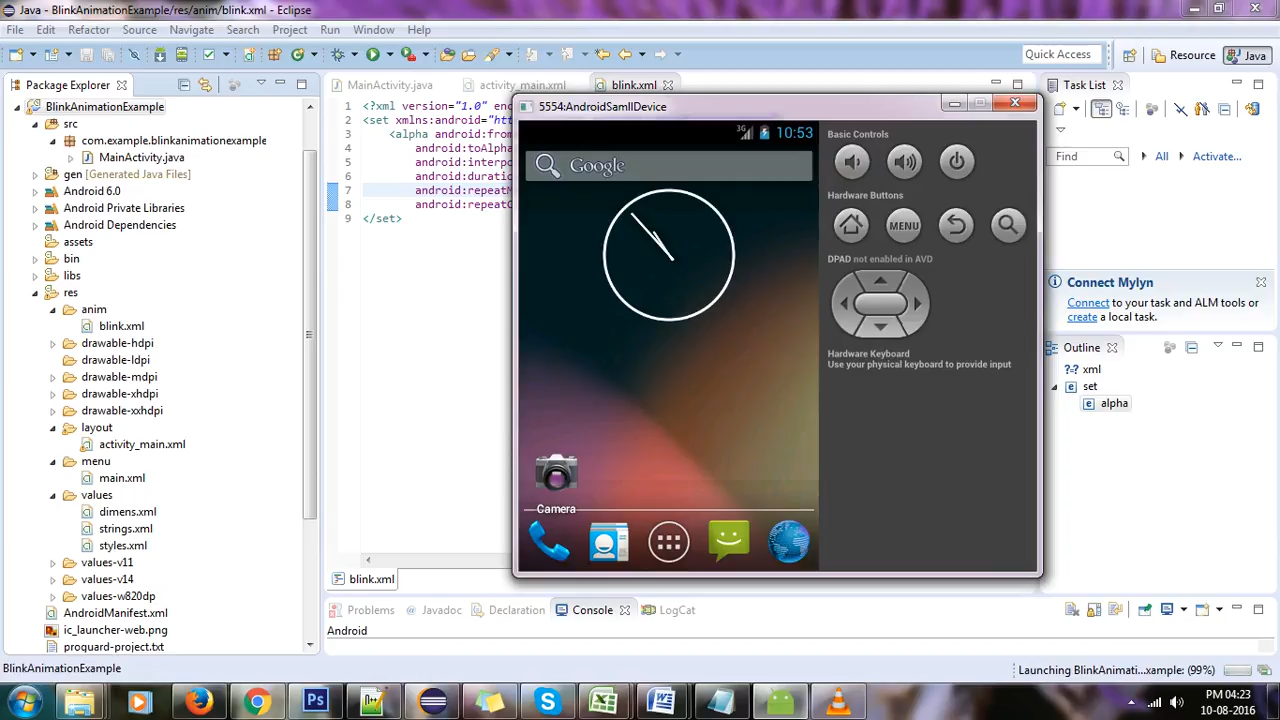 Java - BlinkAnimationExample/res/anim/blink.xml - Eclipse
File Edit Refactor Source Navigate Search Project Run Window Help
Quick Access Resource Java
Package Explorer
BlinkAnimationExample
src
com.example.blinkanimationexample
MainActivity.java
gen [Generated Java Files]
Android 6.0
Android Private Libraries
Android Dependencies
assets
bin
libs
res
anim
blink.xml
drawable-hdpi
drawable-ldpi
drawable-mdpi
drawable-xhdpi
drawable-xxhdpi
layout
activity_main.xml
menu
main.xml
values
dimens.xml
strings.xml
styles.xml
values-v11
values-v14
values-w820dp
AndroidManifest.xml
ic_launcher-web.png
proguard-project.txt
MainActivity.java activity_main.xml blink.xml
1 <?xml version="1.0" enc
2 <set xmlns:android="htt
3 <alpha android:from
4 android:toAlpha
5 android:interpo
6 android:duratio
7 android:repeatM
8 android:repeatC
9 </set>
blink.xml
5554:AndroidSamllDevice
3G 10:53
Google
Camera
Basic Controls
Hardware Buttons
MENU
DPAD not enabled in AVD
Hardware Keyboard
Use your physical keyboard to provide input
Task List
Find All Activate...
Connect Mylyn
Connect to your task and ALM tools or
create a local task.
Outline
xml
set
alpha
Problems Javadoc Declaration Console LogCat
Android
BlinkAnimationExample
Launching BlinkAnimati...xample: (99%)
PM 04:23
10-08-2016